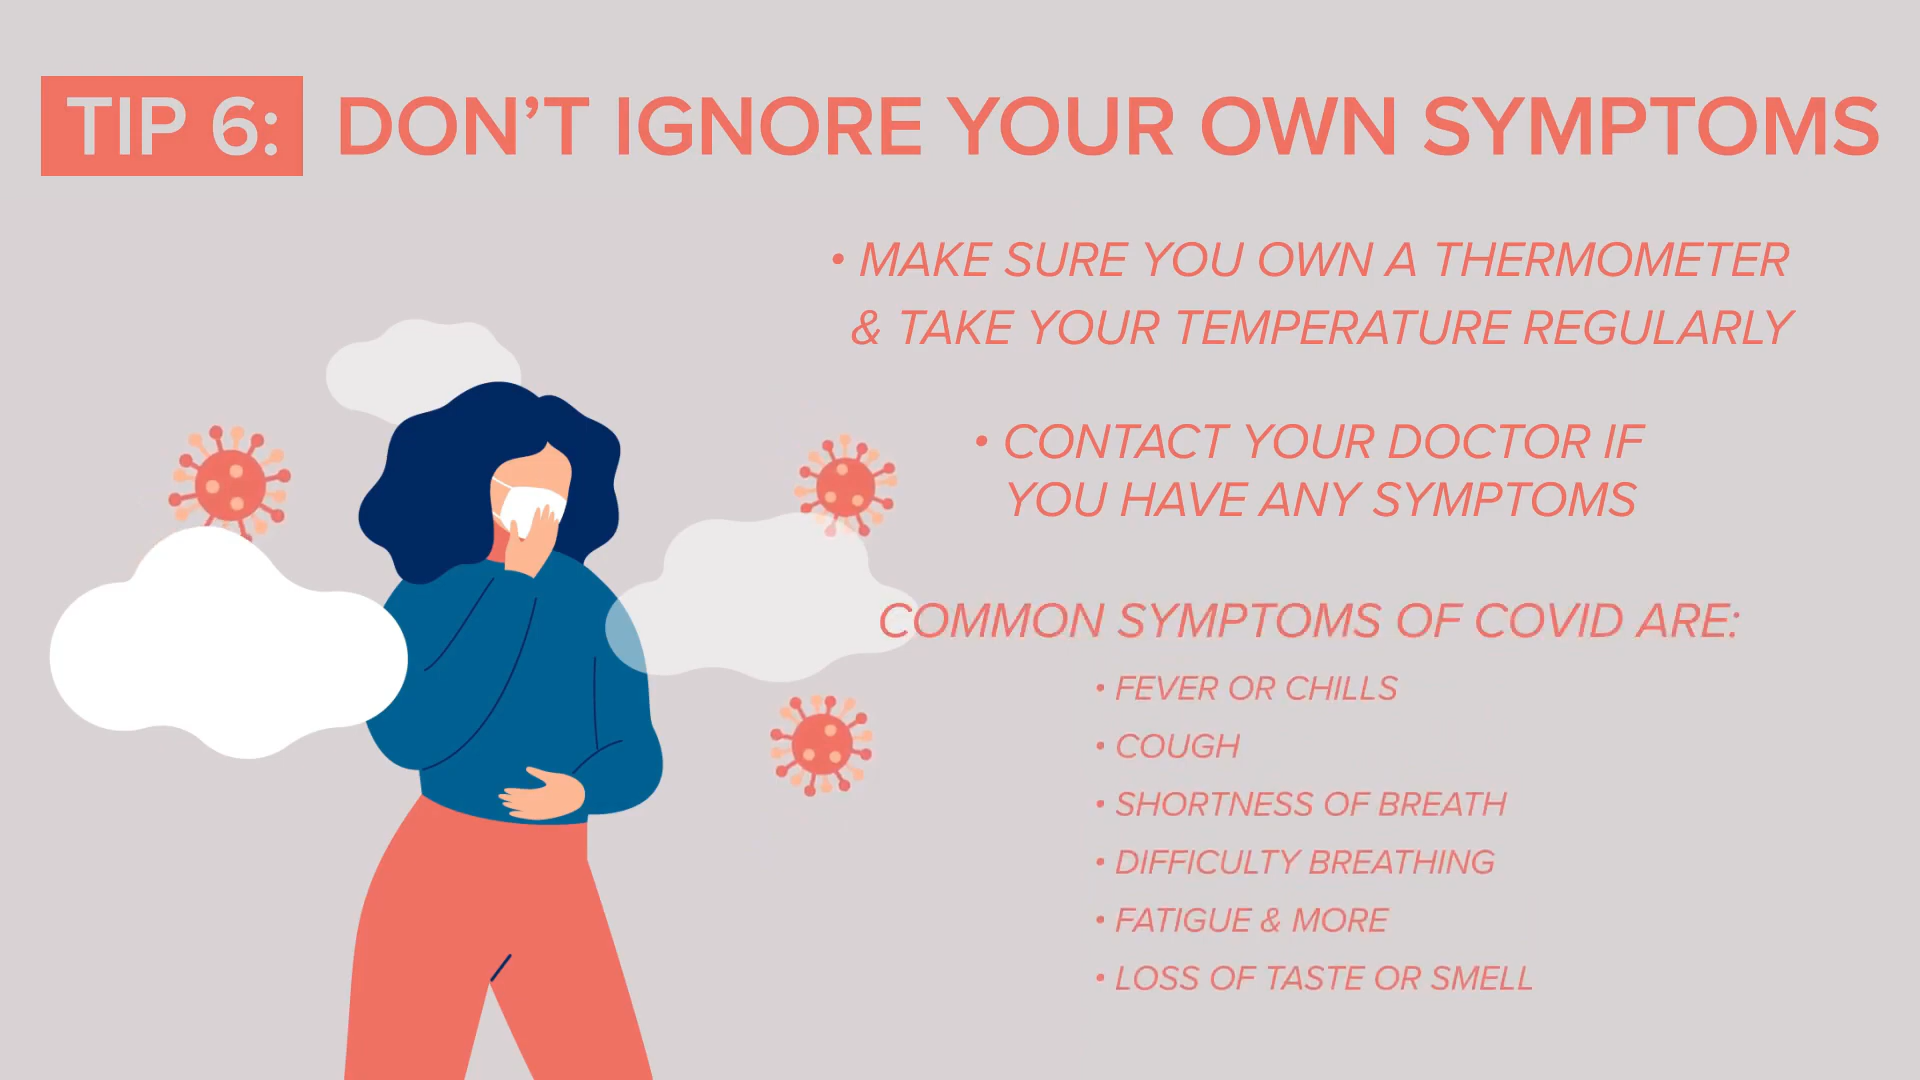 TIP 6: DON'T IGNORE YOUR OWN SYMPTOMS
• MAKE SURE YOU OWN A THERMOMETER
& TAKE YOUR TEMPERATURE REGULARLY
• CONTACT YOUR DOCTOR IF
YOU HAVE ANY SYMPTOMS
COMMON SYMPTOMS OF COVID ARE:
• FEVER OR CHILLS
• COUGH
• SHORTNESS OF BREATH
• DIFFICULTY BREATHING
• FATIGUE & MORE
• LOSS OF TASTE OR SMELL